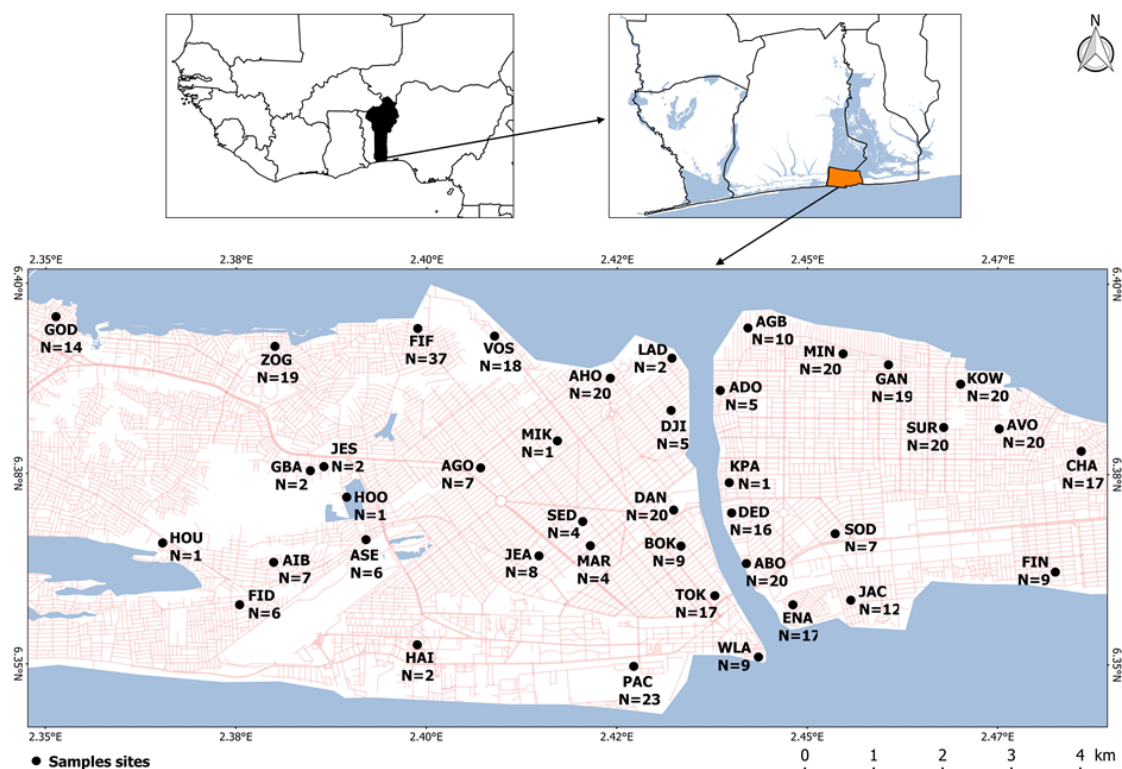 N
2.35°E 2.38°E 2.40°E 2.42°E 2.45°E 2.47°E
6.40°N 6.40°N
GOD
N=14
ZOG
N=19
FIF
N=37
VOS
N=18
AHO
N=20
LAD
N=2
AGB
N=10
MIN
N=20
GAN
N=19
KOW
N=20
ADO
N=5
DJI
N=5
MIK
N=1
SUR
N=20
AVO
N=20
CHA
N=17
6.38°N 6.38°N
JES
N=2
GBA
N=2
AGO
N=7
KPA
N=1
HOO
N=1
DAN
N=20
DED
N=16
SED
N=4
SOD
N=7
HOU
N=1
ASE
N=6
JEA
N=8
MAR
N=4
BOK
N=9
AIB
N=7
ABO
N=20
FIN
N=9
FID
N=6
TOK
N=17
ENA
N=17
JAC
N=12
HAI
N=2
WLA
N=9
PAC
N=23
6.35°N 6.35°N
2.35°E 2.38°E 2.40°E 2.42°E 2.45°E 2.47°E
Samples sites
0 1 2 3 4 km